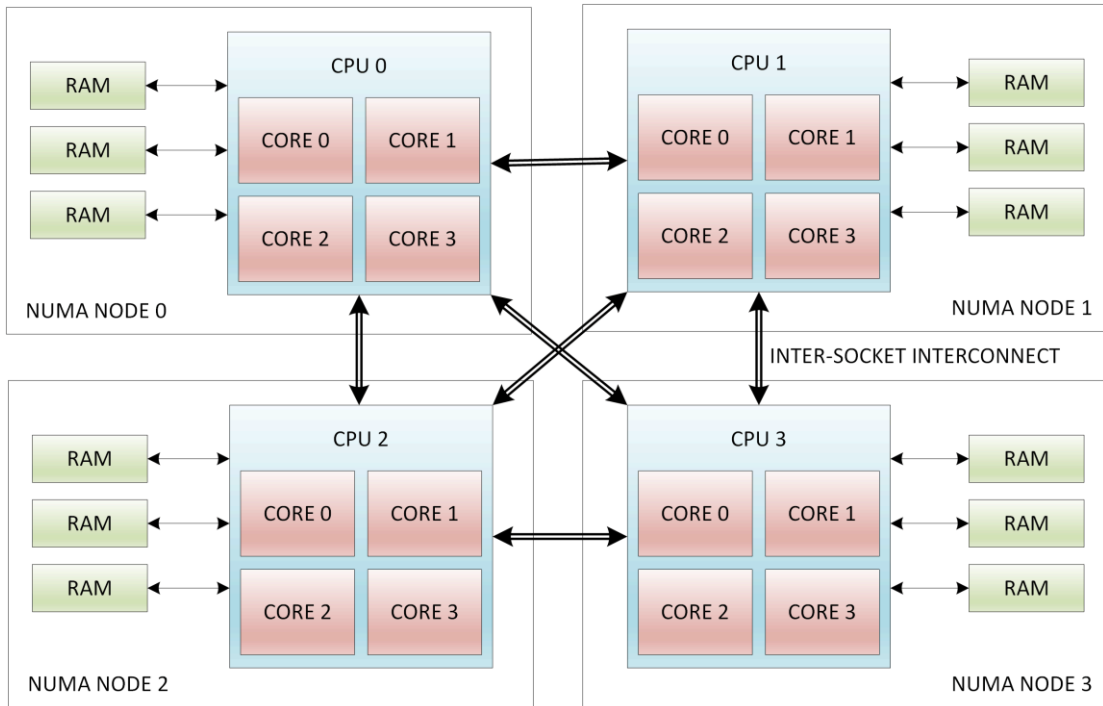 CPU 0
RAM
RAM
RAM
CORE 0
CORE 1
CORE 2
CORE 3
NUMA NODE 0
CPU 1
CORE 0
CORE 1
CORE 2
CORE 3
RAM
RAM
RAM
NUMA NODE 1
INTER-SOCKET INTERCONNECT
CPU 2
RAM
RAM
RAM
CORE 0
CORE 1
CORE 2
CORE 3
NUMA NODE 2
CPU 3
CORE 0
CORE 1
CORE 2
CORE 3
RAM
RAM
RAM
NUMA NODE 3